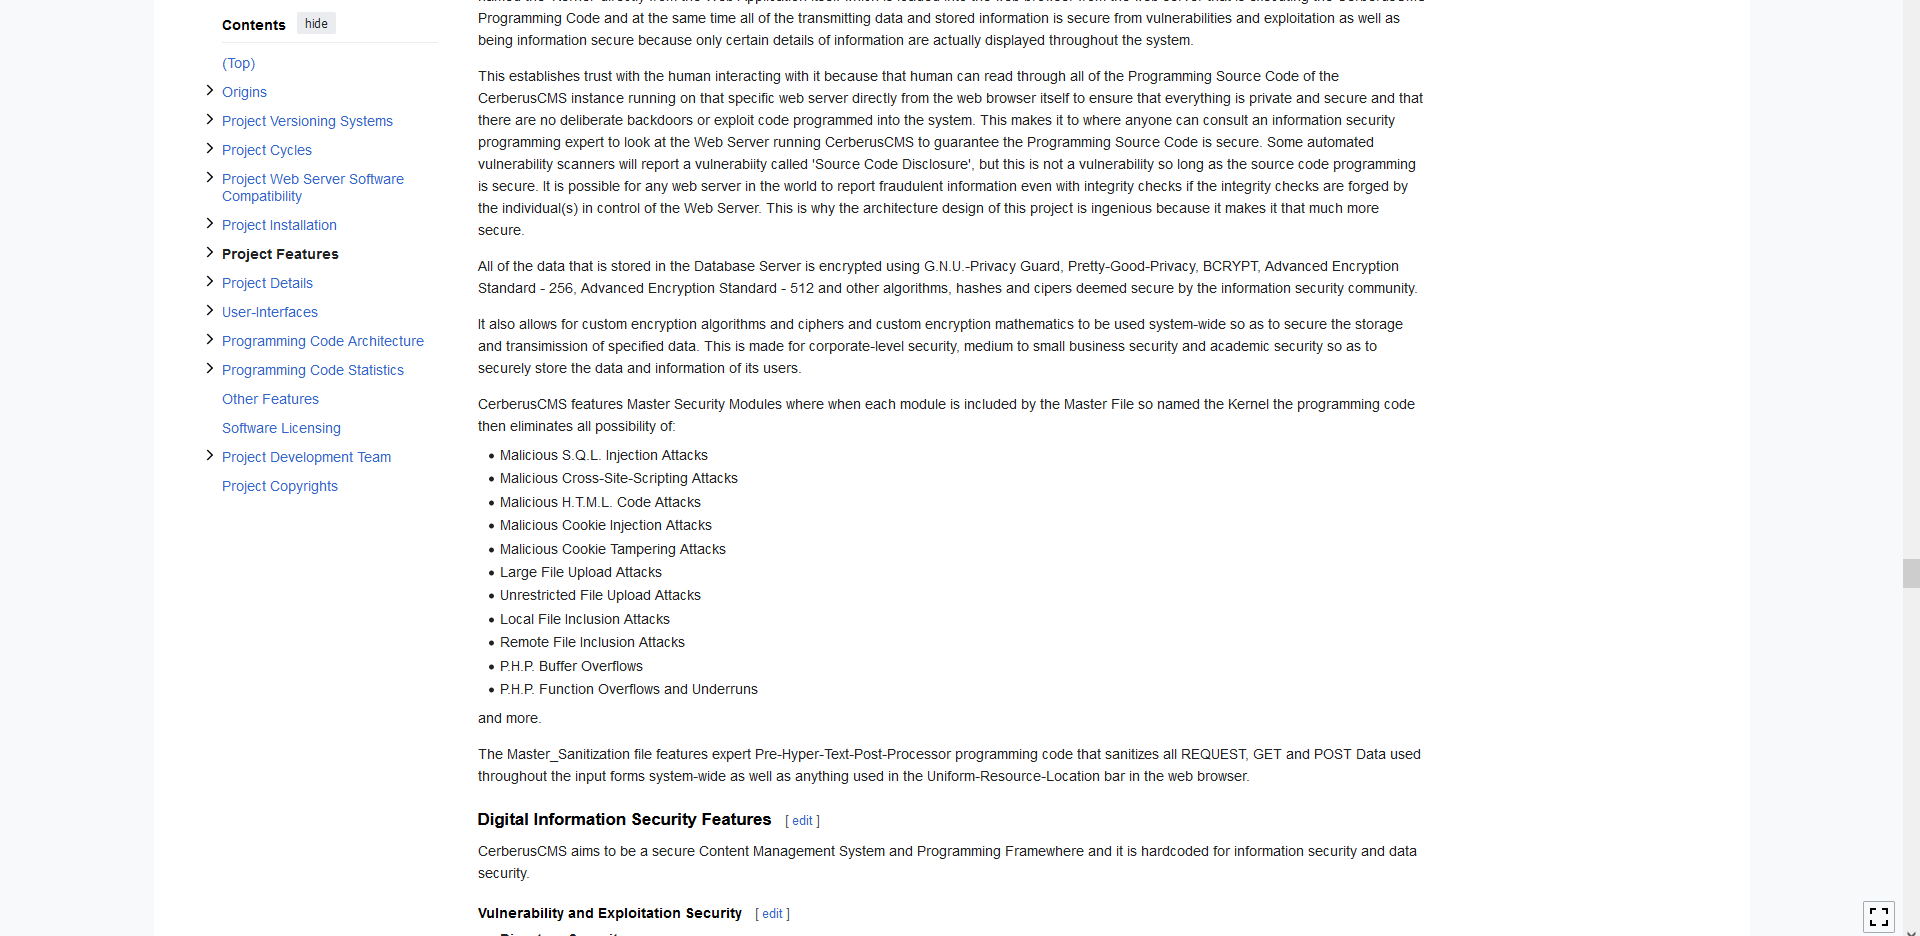 Contents hide
(Top)
Origins
Project Versioning Systems
Project Cycles
Project Web Server Software
Compatibility
Project Installation
Project Features
Project Details
User-Interfaces
Programming Code Architecture
Programming Code Statistics
Other Features
Software Licensing
Project Development Team
Project Copyrights
Programming Code and at the same time all of the transmitting data and stored information is secure from vulnerabilities and exploitation as well as
being information secure because only certain details of information are actually displayed throughout the system.
This establishes trust with the human interacting with it because that human can read through all of the Programming Source Code of the
CerberusCMS instance running on that specific web server directly from the web browser itself to ensure that everything is private and secure and that
there are no deliberate backdoors or exploit code programmed into the system. This makes it to where anyone can consult an information security
programming expert to look at the Web Server running CerberusCMS to guarantee the Programming Source Code is secure. Some automated
vulnerability scanners will report a vulnerabiity called 'Source Code Disclosure', but this is not a vulnerability so long as the source code programming
is secure. It is possible for any web server in the world to report fraudulent information even with integrity checks if the integrity checks are forged by
the individual(s) in control of the Web Server. This is why the architecture design of this project is ingenious because it makes it that much more
secure.
All of the data that is stored in the Database Server is encrypted using G.N.U.-Privacy Guard, Pretty-Good-Privacy, BCRYPT, Advanced Encryption
Standard - 256, Advanced Encryption Standard - 512 and other algorithms, hashes and cipers deemed secure by the information security community.
It also allows for custom encryption algorithms and ciphers and custom encryption mathematics to be used system-wide so as to secure the storage
and transimission of specified data. This is made for corporate-level security, medium to small business security and academic security so as to
securely store the data and information of its users.
CerberusCMS features Master Security Modules where when each module is included by the Master File so named the Kernel the programming code
then eliminates all possibility of:
• Malicious S.Q.L. Injection Attacks
• Malicious Cross-Site-Scripting Attacks
• Malicious H.T.M.L. Code Attacks
• Malicious Cookie Injection Attacks
• Malicious Cookie Tampering Attacks
• Large File Upload Attacks
• Unrestricted File Upload Attacks
• Local File Inclusion Attacks
• Remote File Inclusion Attacks
• P.H.P. Buffer Overflows
• P.H.P. Function Overflows and Underruns
and more.
The Master_Sanitization file features expert Pre-Hyper-Text-Post-Processor programming code that sanitizes all REQUEST, GET and POST Data used
throughout the input forms system-wide as well as anything used in the Uniform-Resource-Location bar in the web browser.
Digital Information Security Features [ edit ]
CerberusCMS aims to be a secure Content Management System and Programming Framewhere and it is hardcoded for information security and data
security.
Vulnerability and Exploitation Security [ edit ]